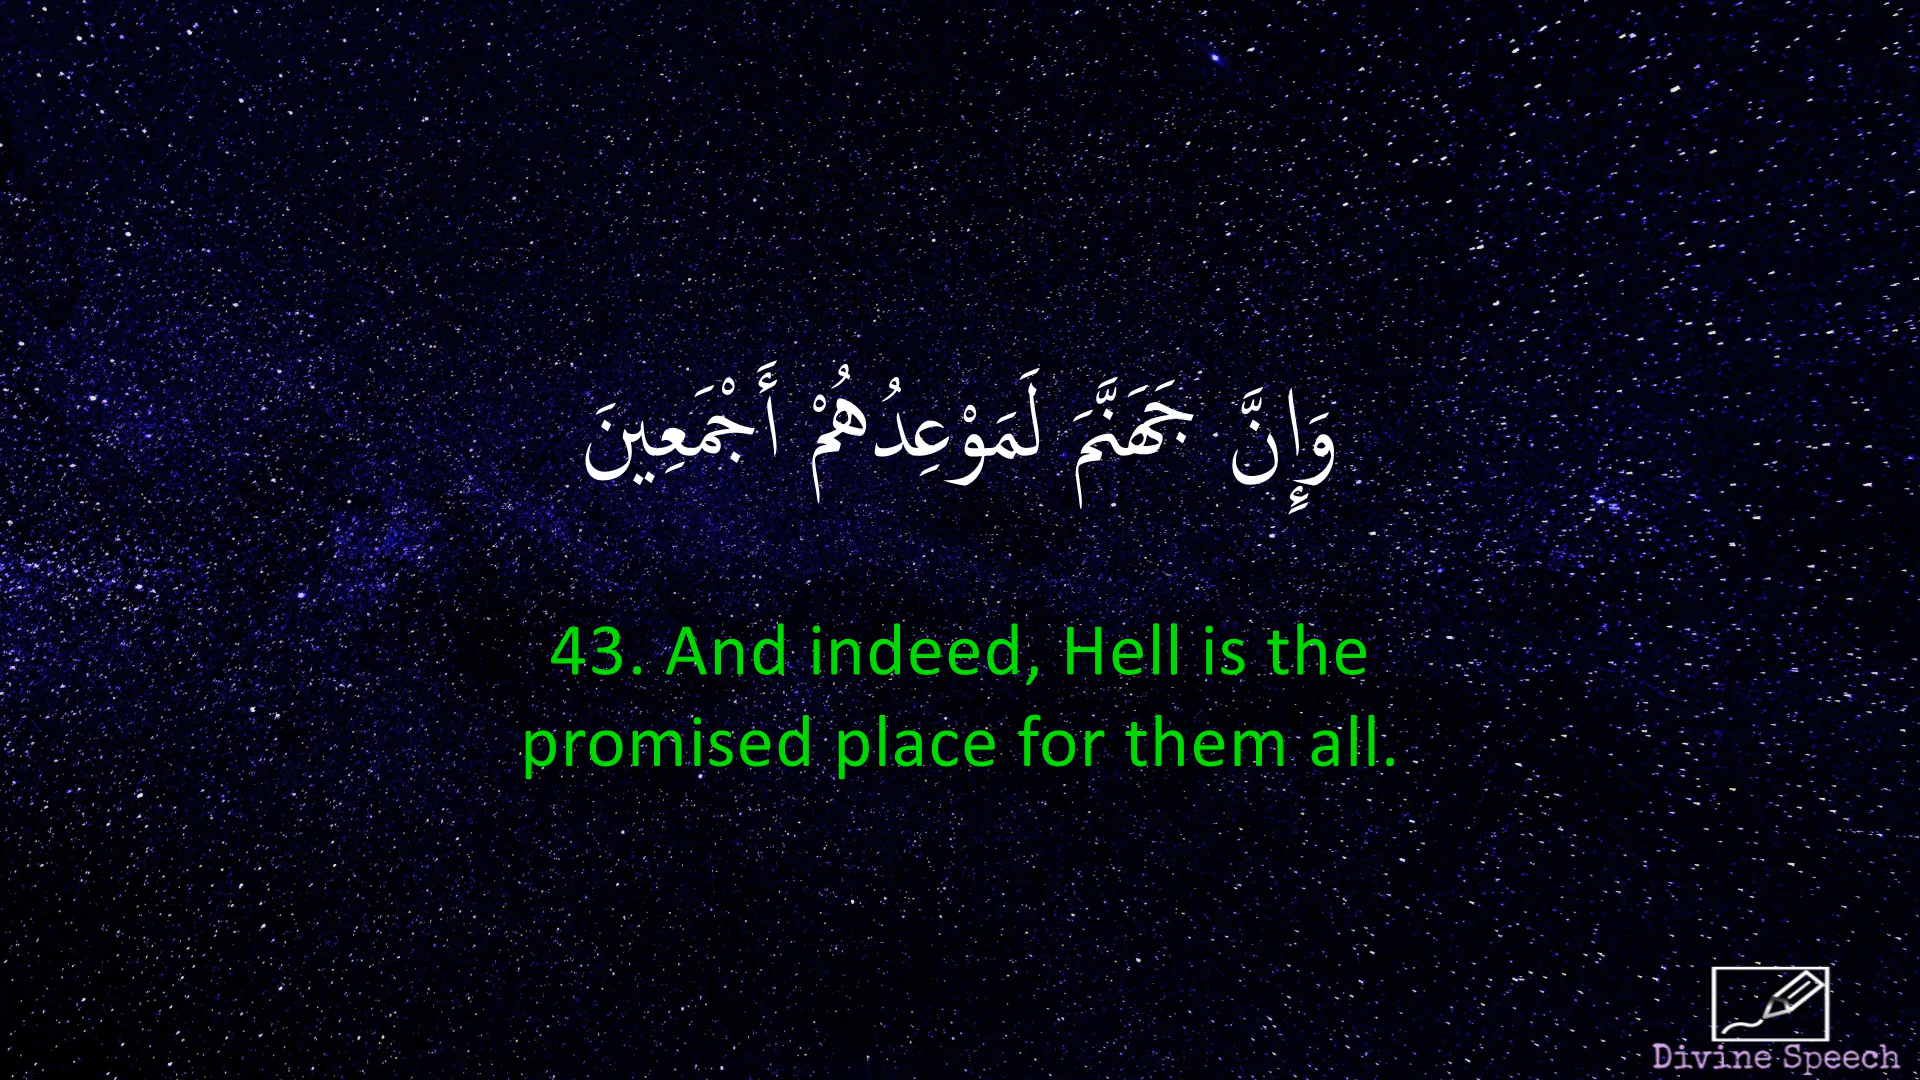 وَإِنَّ جَهَنَّمَ لَمَوْعِدُهُمْ أَجْمَعِينَ
43. And indeed, Hell is the
promised place for them all.
Divine Speech